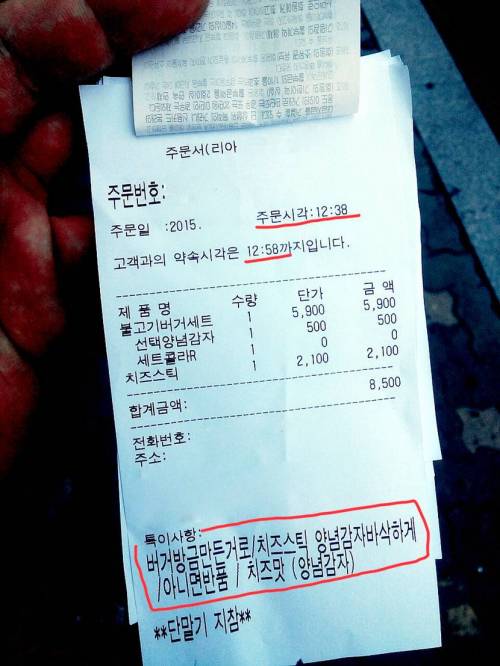 주문서(리아
주문번호:
주문일 :2015. 주문시각:12:38
고객과의 약속시각은 12:58까지입니다.
제 품 명 수량 단가 금 액
불고기버거세트 1 5,900 5,900
선택양념감자 1 500 500
세트콜라R 1 0 0
치즈스틱 1 2,100 2,100
합계금액: 8,500
전화번호:
주소:
특이사항:
버거방금만든거로/치즈스틱 양념감자바삭하게
/아니면반품 / 치즈맛 (양념감자)
**단말기 지참**